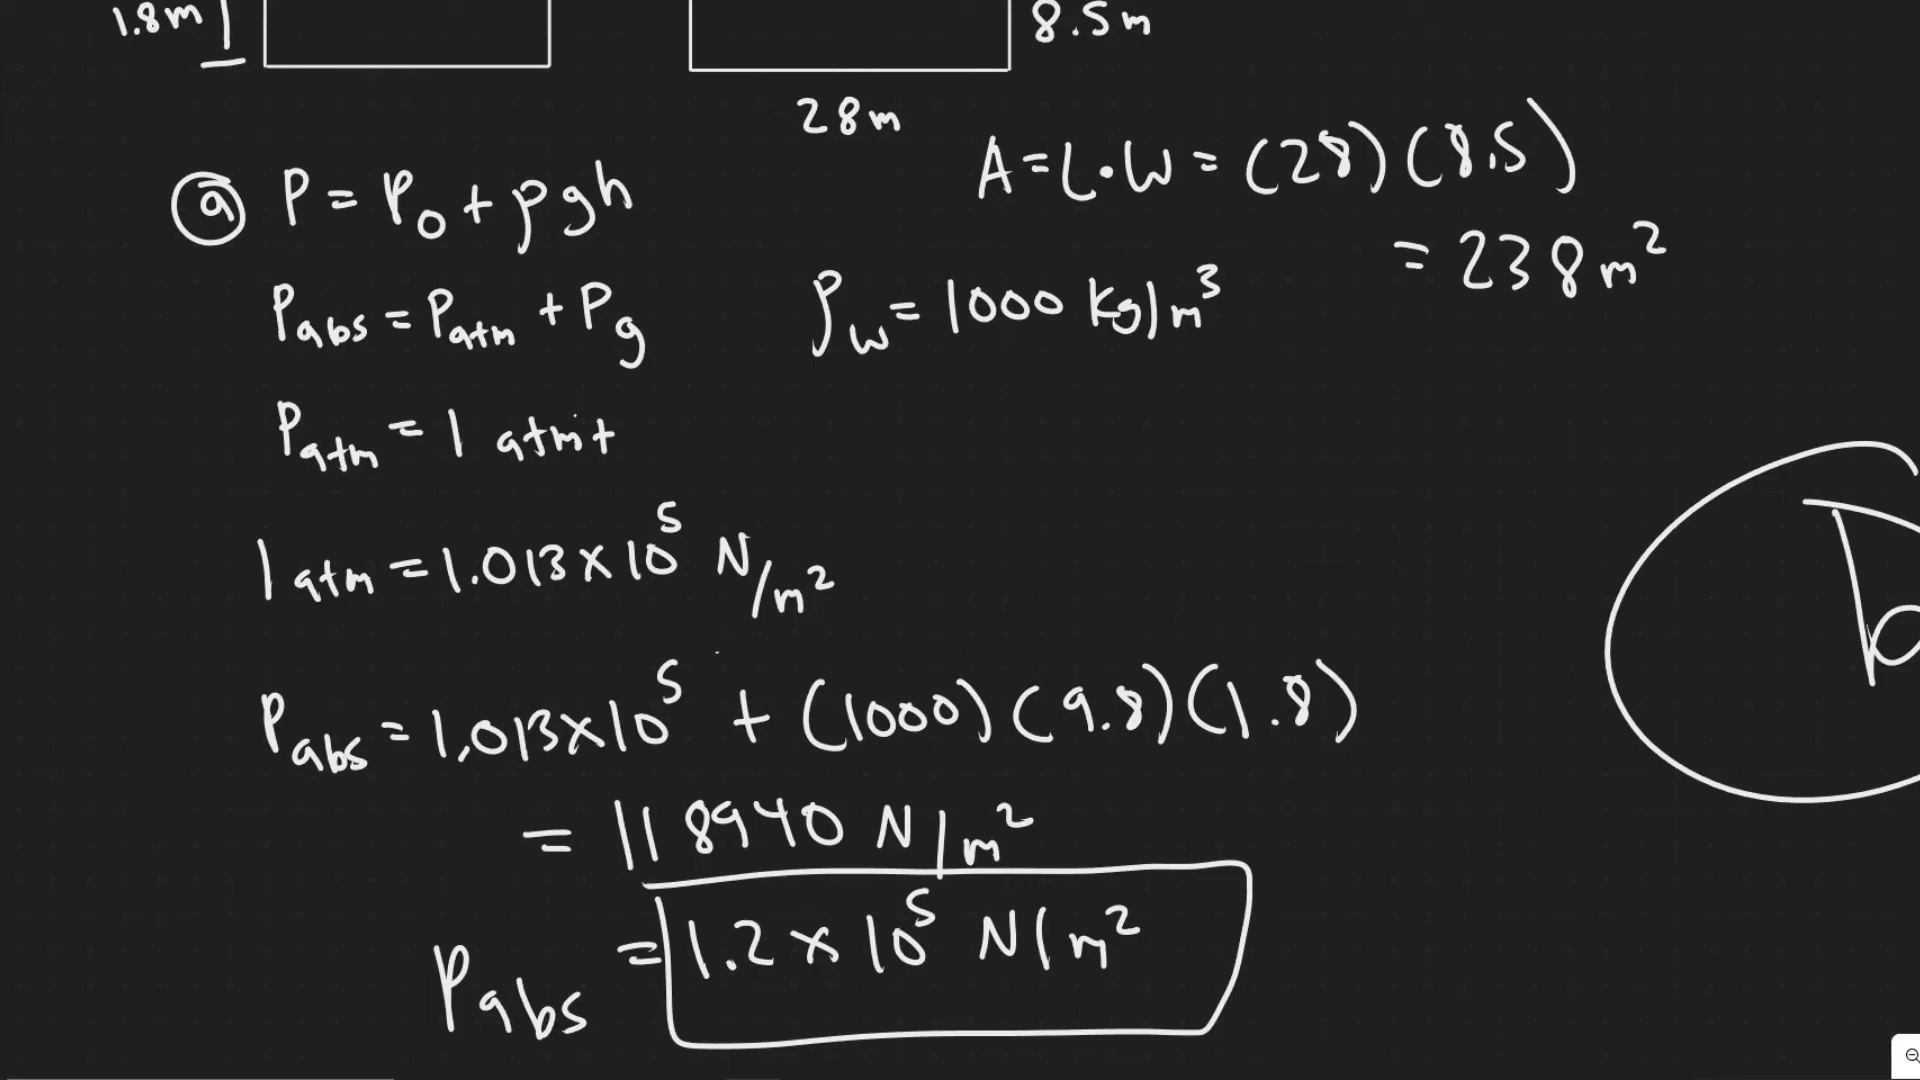 1.8m
8.5m
28m
A = L·W = (28)(8.5)
= 238 m²
ⓐ P = P₀ + ρgh
P_abs = P_atm + P_g
ρ_w = 1000 kg/m³
P_atm = 1 atm+
1 atm = 1.013×10⁵ N/m²
P_abs = 1.013×10⁵ + (1000)(9.8)(1.8)
= 118940 N/m²
P_abs = 1.2×10⁵ N/m²
b